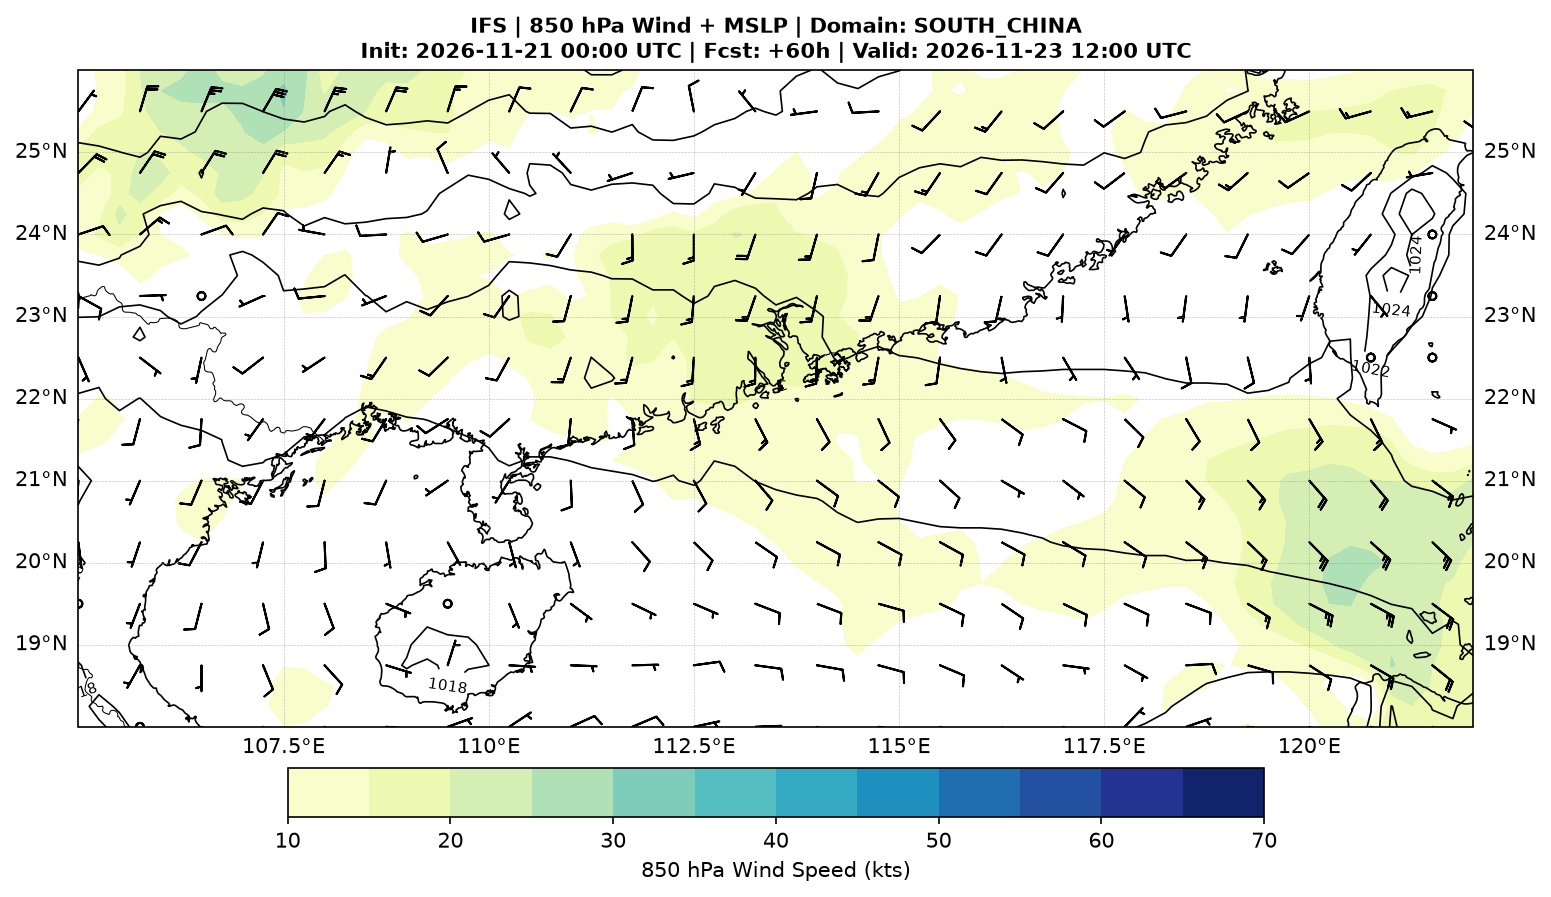 IFS | 850 hPa Wind + MSLP | Domain: SOUTH_CHINA
Init: 2026-11-21 00:00 UTC | Fcst: +60h | Valid: 2026-11-23 12:00 UTC
25°N 25°N
24°N 24°N
1024
23°N 1024 23°N
1022
22°N 22°N
21°N 21°N
20°N 20°N
19°N 19°N
18 1018
107.5°E 110°E 112.5°E 115°E 117.5°E 120°E
10 20 30 40 50 60 70
850 hPa Wind Speed (kts)